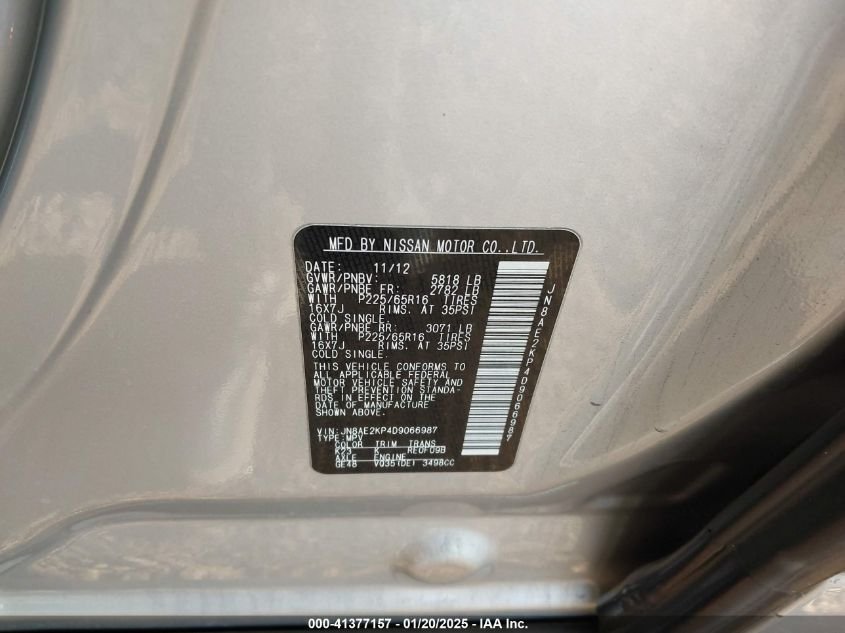 MFD BY NISSAN MOTOR CO.,LTD.
DATE: 11/12
GVWR/PNBV: 5818 LB
GAWR/PNBE FR: 2782 LB
WITH P225/65R16 TIRES
16X7J RIMS. AT 35PSI
COLD SINGLE.
GAWR/PNBE RR: 3071 LB
WITH P225/65R16 TIRES
16X7J RIMS. AT 35PSI
COLD SINGLE.
THIS VEHICLE CONFORMS TO
ALL APPLICABLE FEDERAL
MOTOR VEHICLE SAFETY AND
THEFT PREVENTION STANDA-
RDS IN EFFECT ON THE
DATE OF MANUFACTURE
SHOWN ABOVE.
VIN: JN8AE2KP4D9066987
TYPE:MPV
COLOR TRIM TRANS
K23 K RE0F09B
AXLE ENGINE
GE48 VQ35(DE) 3498CC
JN8AE2KP4D9066987
000-41377157 - 01/20/2025 - IAA Inc.